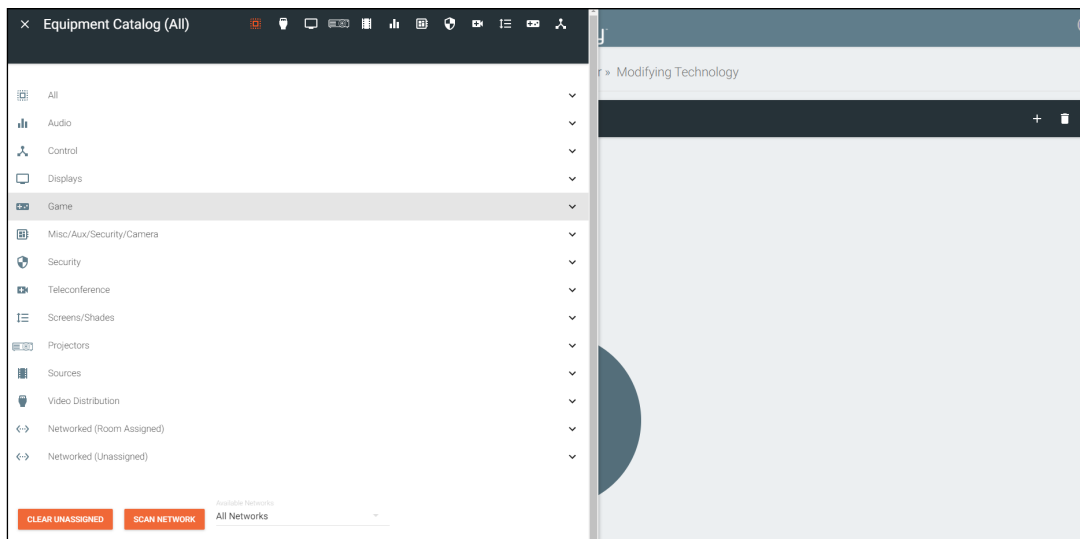 Equipment Catalog (All)
» Modifying Technology
All
Audio
Control
Displays
Game
Misc/Aux/Security/Camera
Security
Teleconference
Screens/Shades
Projectors
Sources
Video Distribution
Networked (Room Assigned)
Networked (Unassigned)
Available Networks
CLEAR UNASSIGNED
SCAN NETWORK
All Networks